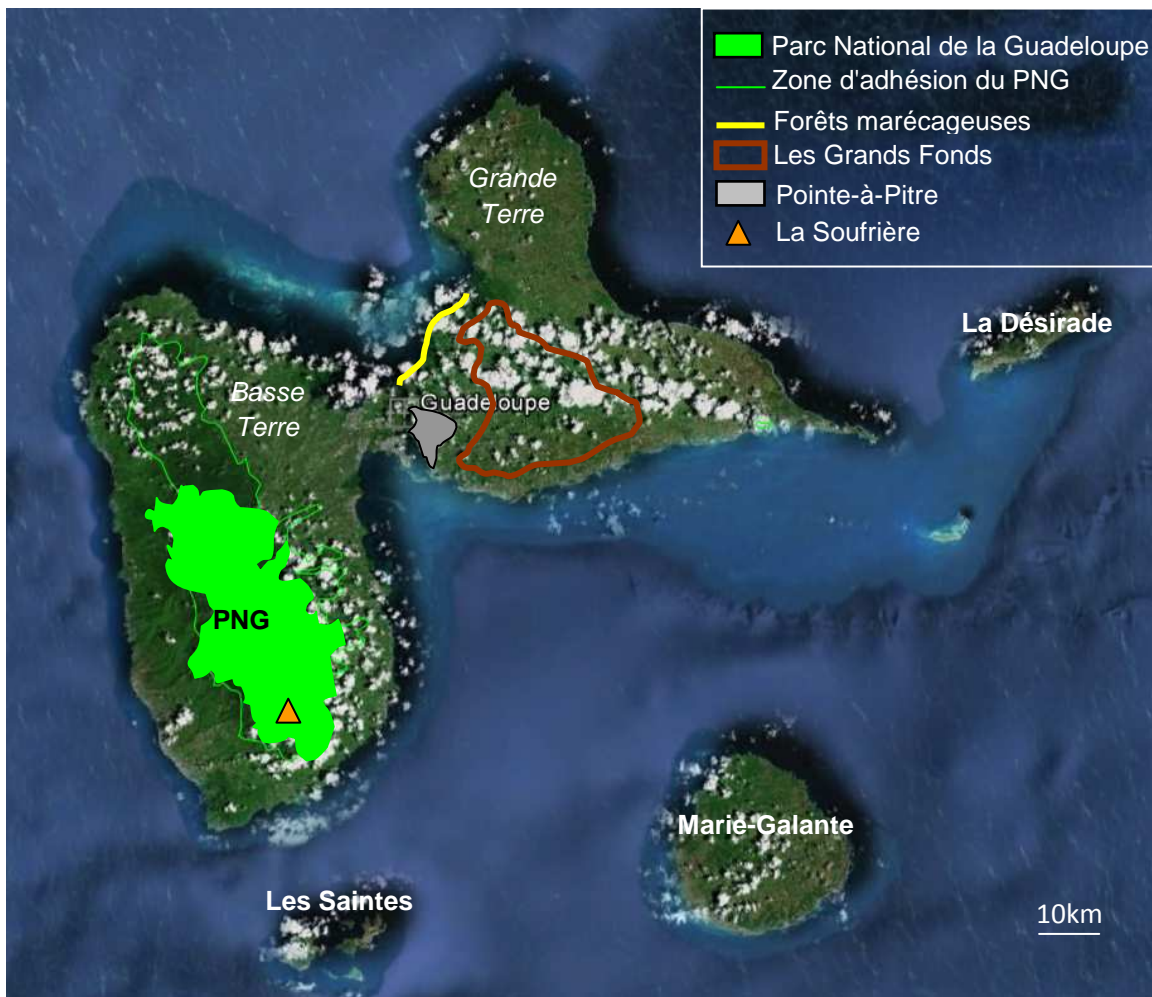 Parc National de la Guadeloupe
Zone d'adhésion du PNG
Forêts marécageuses
Les Grands Fonds
Pointe-à-Pitre
La Soufrière
Grande
Terre
La Désirade
Basse
Terre
Guadeloupe
PNG
Marie-Galante
Les Saintes
10km